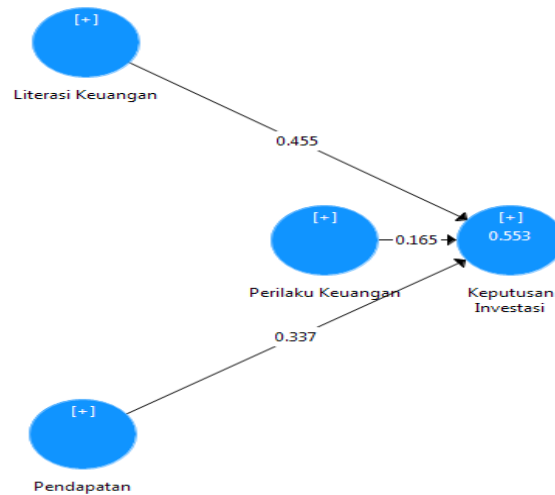 [+]
Literasi Keuangan
0.455
[+]
Perilaku Keuangan
0.165
[+]
0.553
Keputusan
Investasi
0.337
[+]
Pendapatan